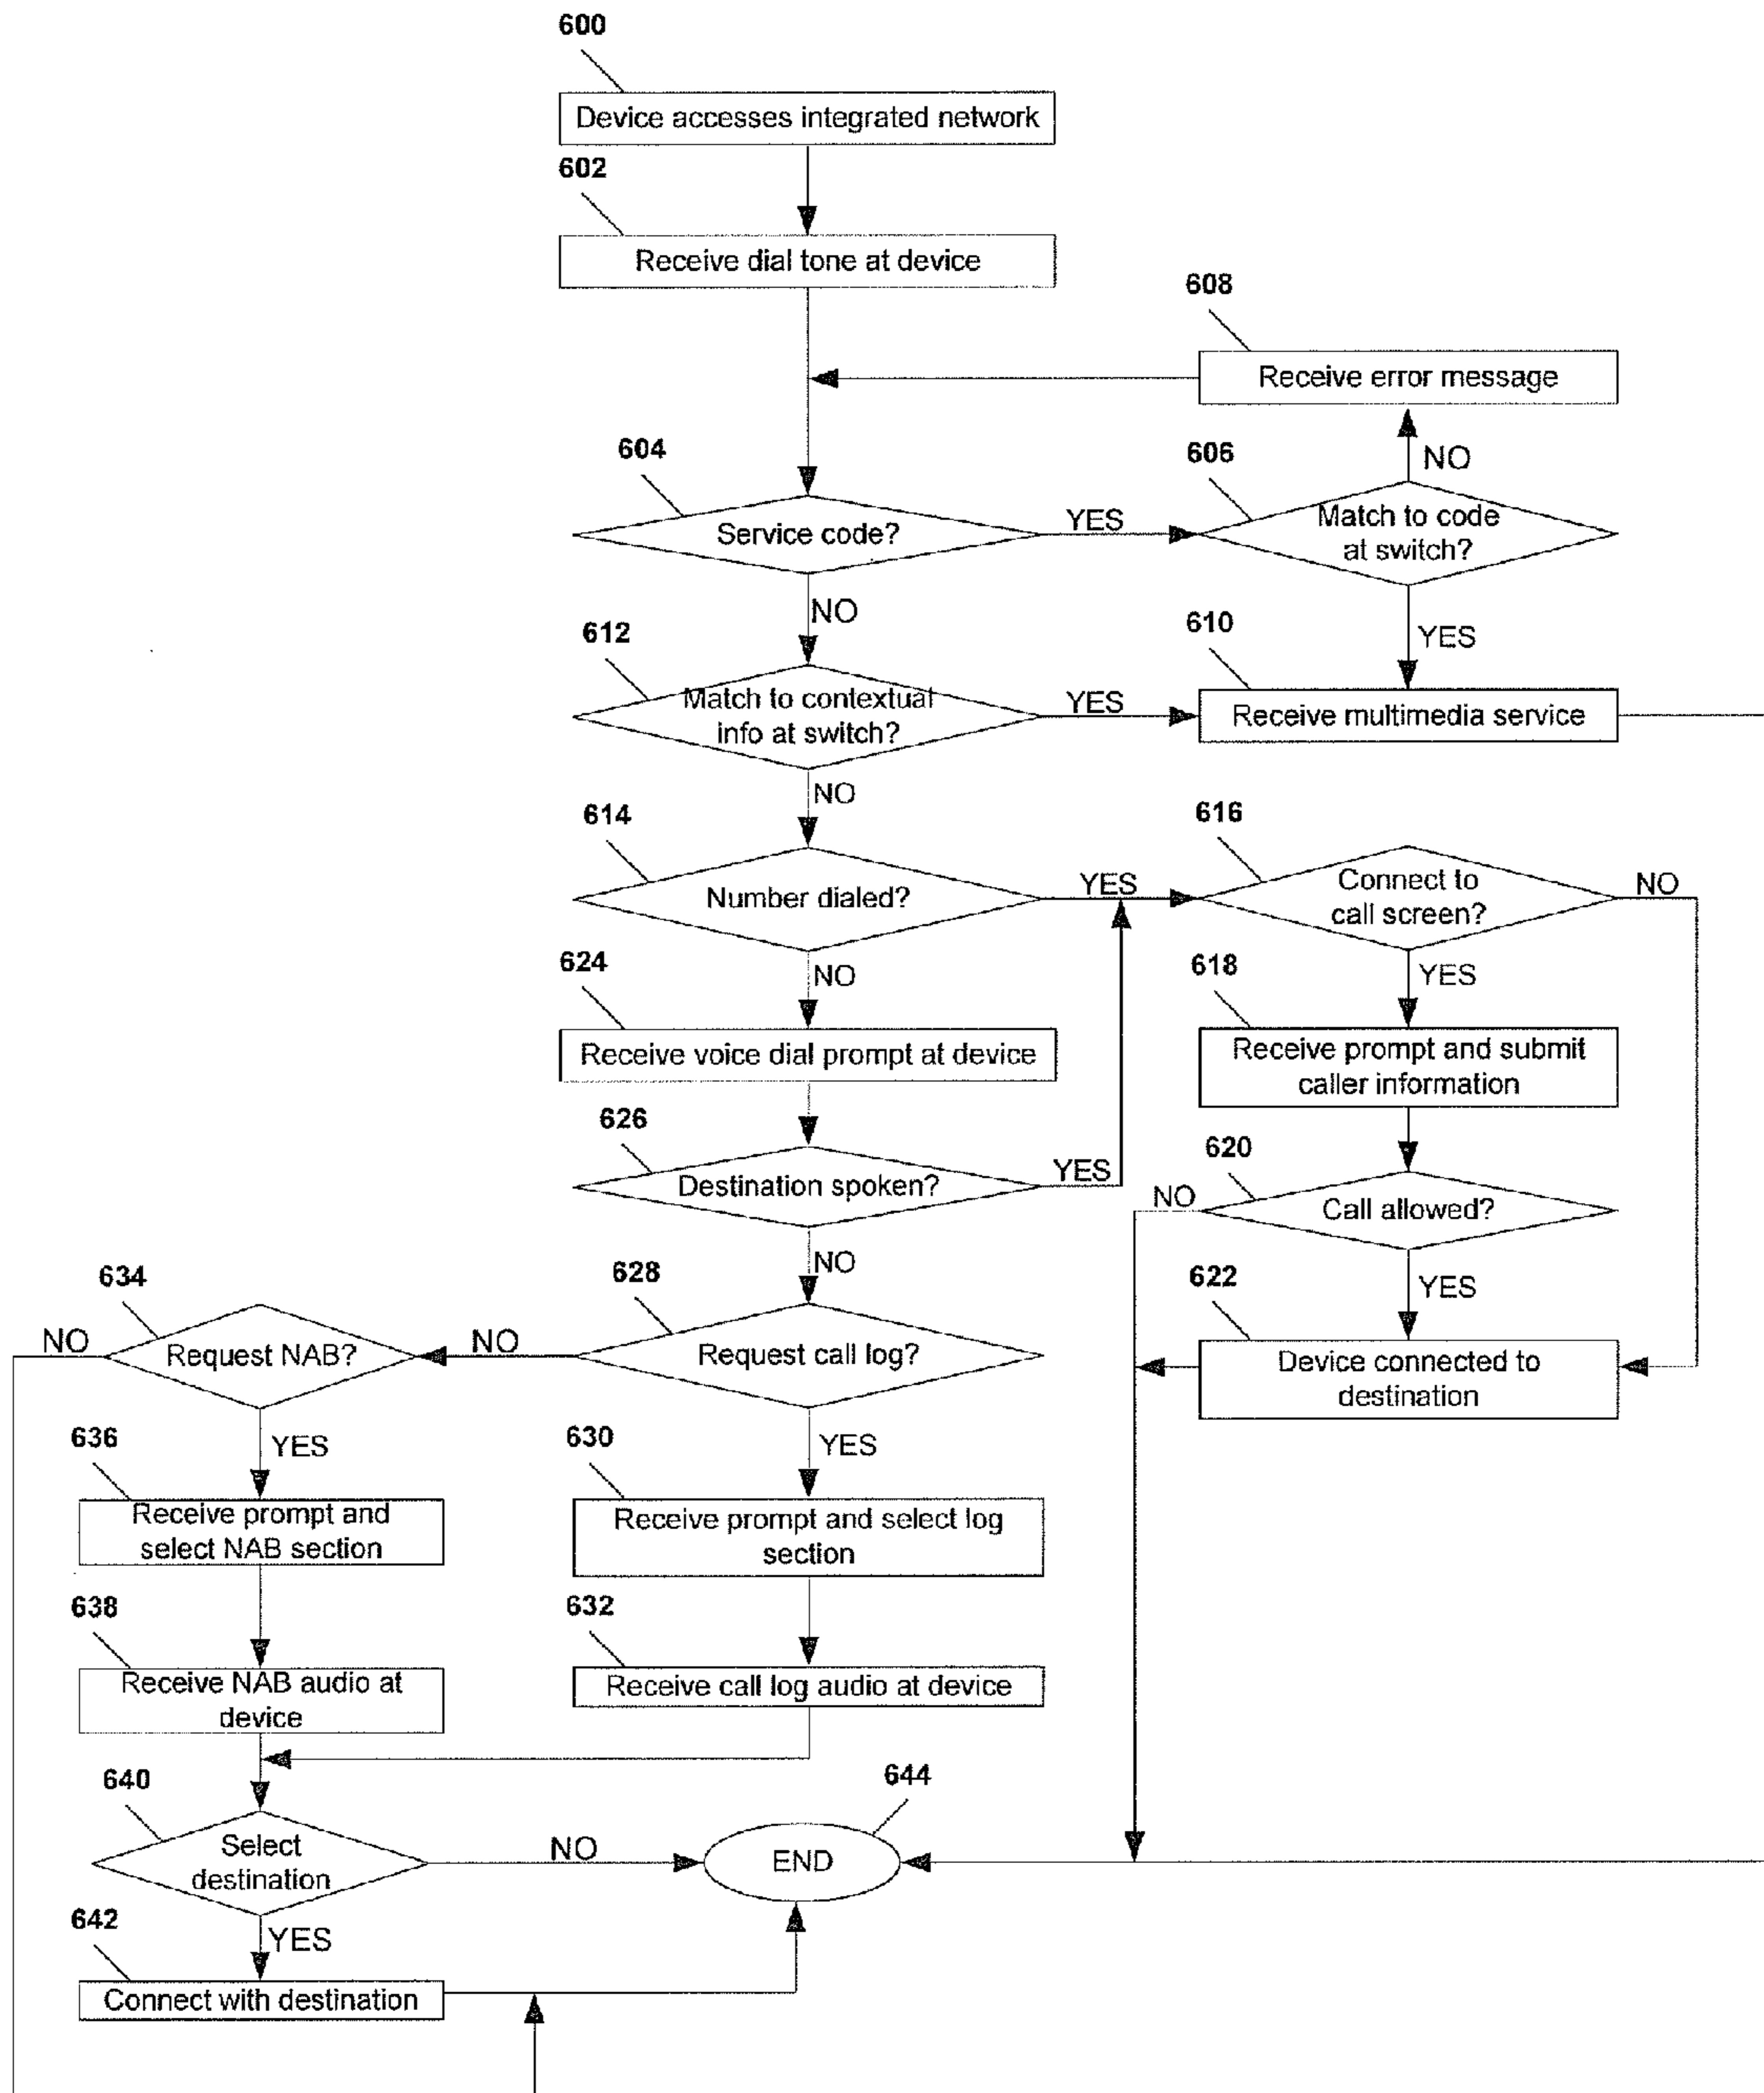 600
Device accesses integrated network
602
Receive dial tone at device
608
Receive error message
604
606
NO
Service code?
YES
Match to code
at switch?
NO
612
610
YES
Match to contextual
info at switch?
YES
Receive multimedia service
NO
614
616
Number dialed?
YES
Connect to
call screen?
NO
624
NO
618
YES
Receive voice dial prompt at device
Receive prompt and submit
caller information
626
620
Destination spoken?
YES
NO
Call allowed?
634
628
NO
622
YES
NO
Request NAB?
NO
Request call log?
Device connected to
destination
636
YES
630
YES
Receive prompt and
select NAB section
Receive prompt and select log
section
638
632
Receive NAB audio at
device
Receive call log audio at device
640
644
Select
destination
NO
END
642
YES
Connect with destination